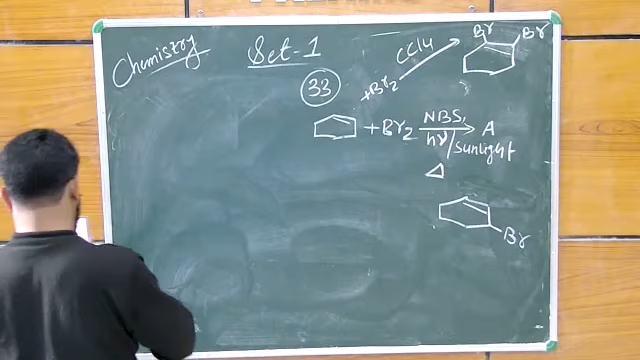 Chemistry Set-1
33
+Br2 CCl4 Br Br
+Br2 NBS, hν/sunlight A
△
Br